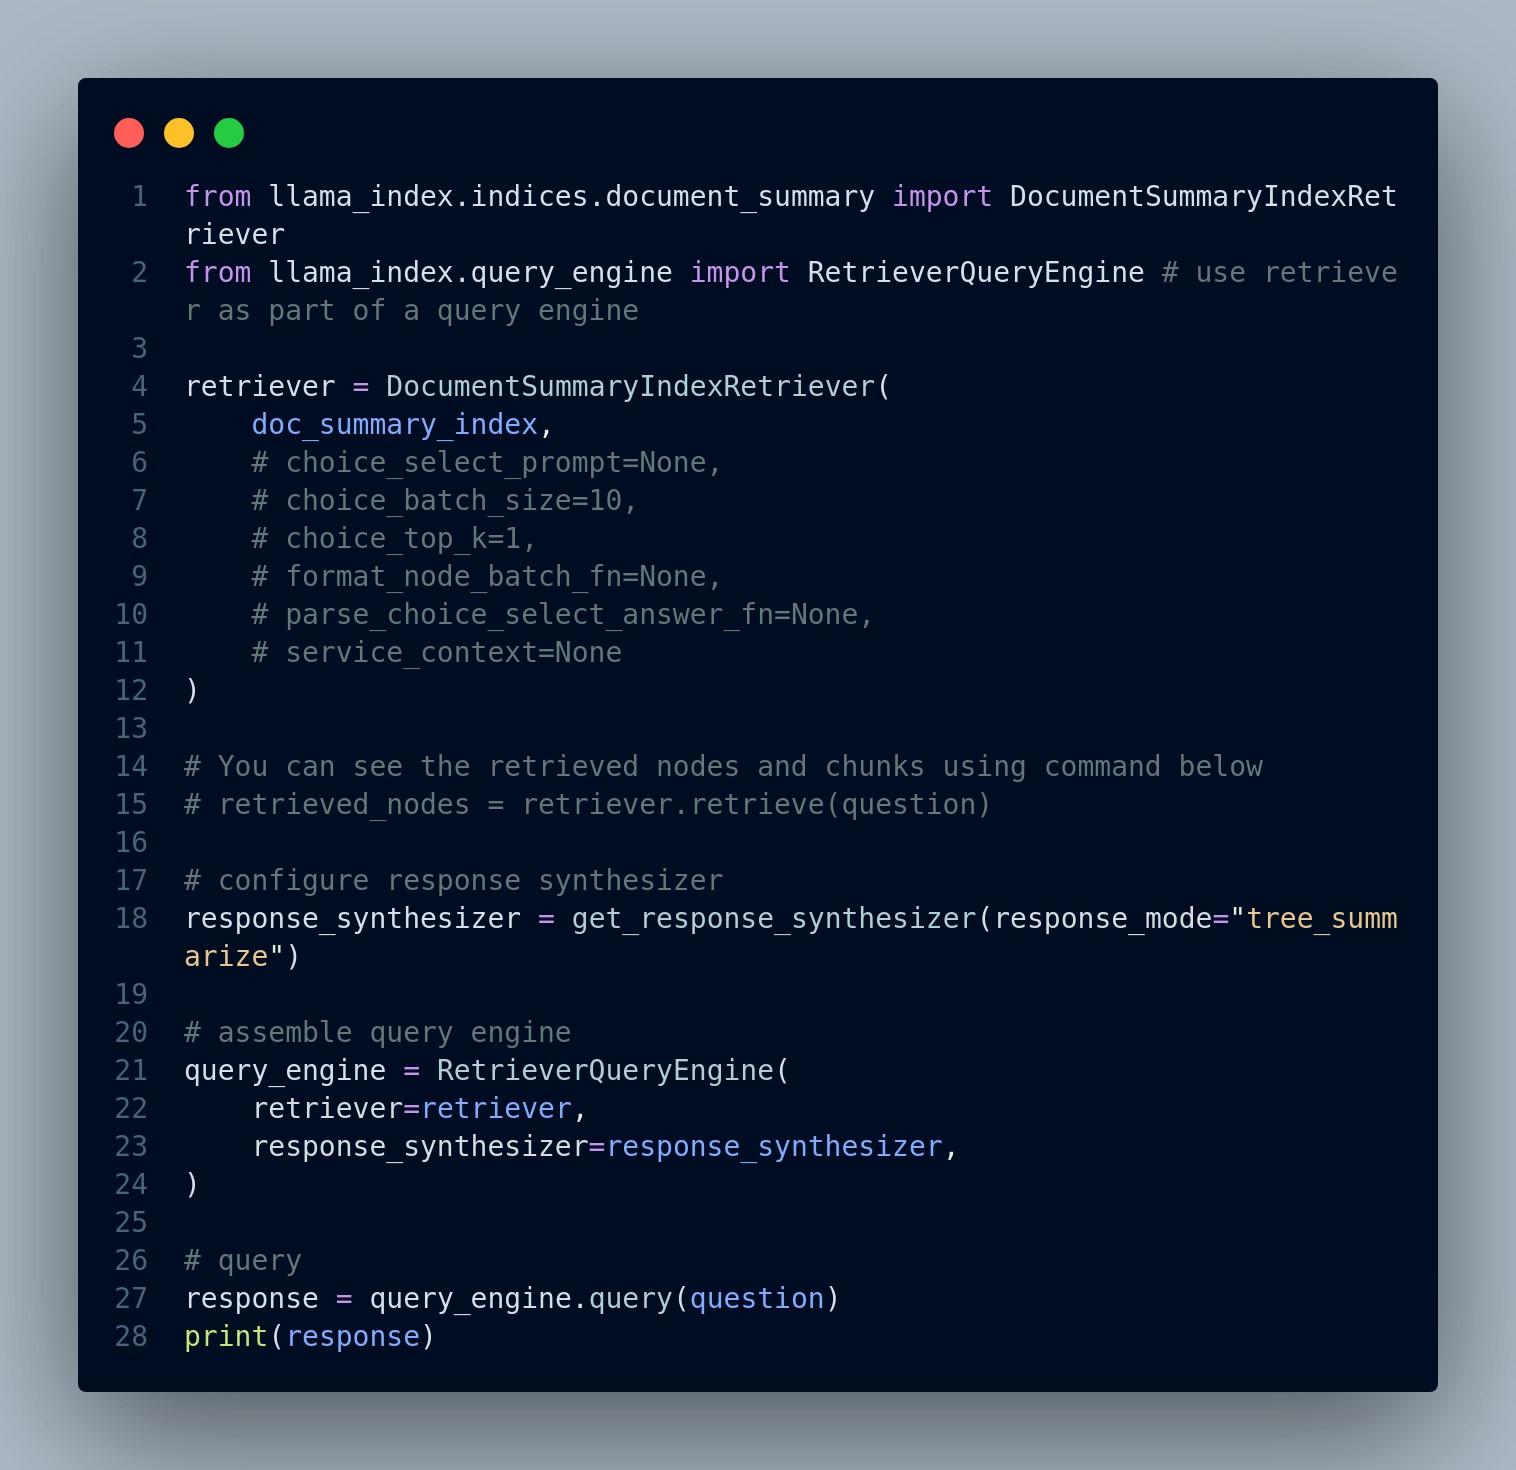 1 from llama_index.indices.document_summary import DocumentSummaryIndexRet
riever
2 from llama_index.query_engine import RetrieverQueryEngine # use retrieve
r as part of a query engine
3
4 retriever = DocumentSummaryIndexRetriever(
5     doc_summary_index,
6     # choice_select_prompt=None,
7     # choice_batch_size=10,
8     # choice_top_k=1,
9     # format_node_batch_fn=None,
10     # parse_choice_select_answer_fn=None,
11     # service_context=None
12 )
13
14 # You can see the retrieved nodes and chunks using command below
15 # retrieved_nodes = retriever.retrieve(question)
16
17 # configure response synthesizer
18 response_synthesizer = get_response_synthesizer(response_mode="tree_summ
arize")
19
20 # assemble query engine
21 query_engine = RetrieverQueryEngine(
22     retriever=retriever,
23     response_synthesizer=response_synthesizer,
24 )
25
26 # query
27 response = query_engine.query(question)
28 print(response)